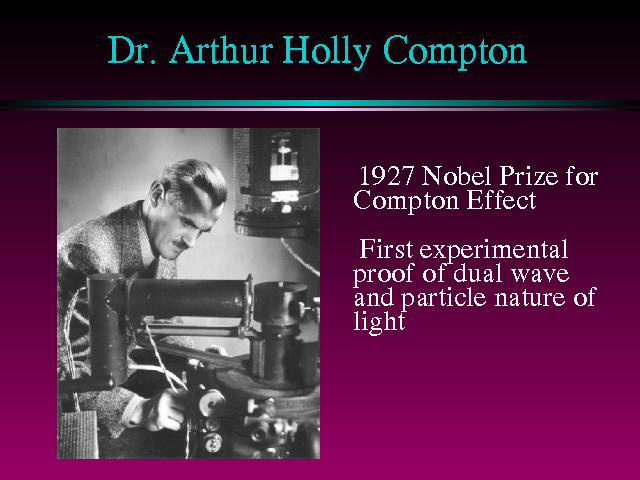 Dr. Arthur Holly Compton
1927 Nobel Prize for
Compton Effect
First experimental
proof of dual wave
and particle nature of
light